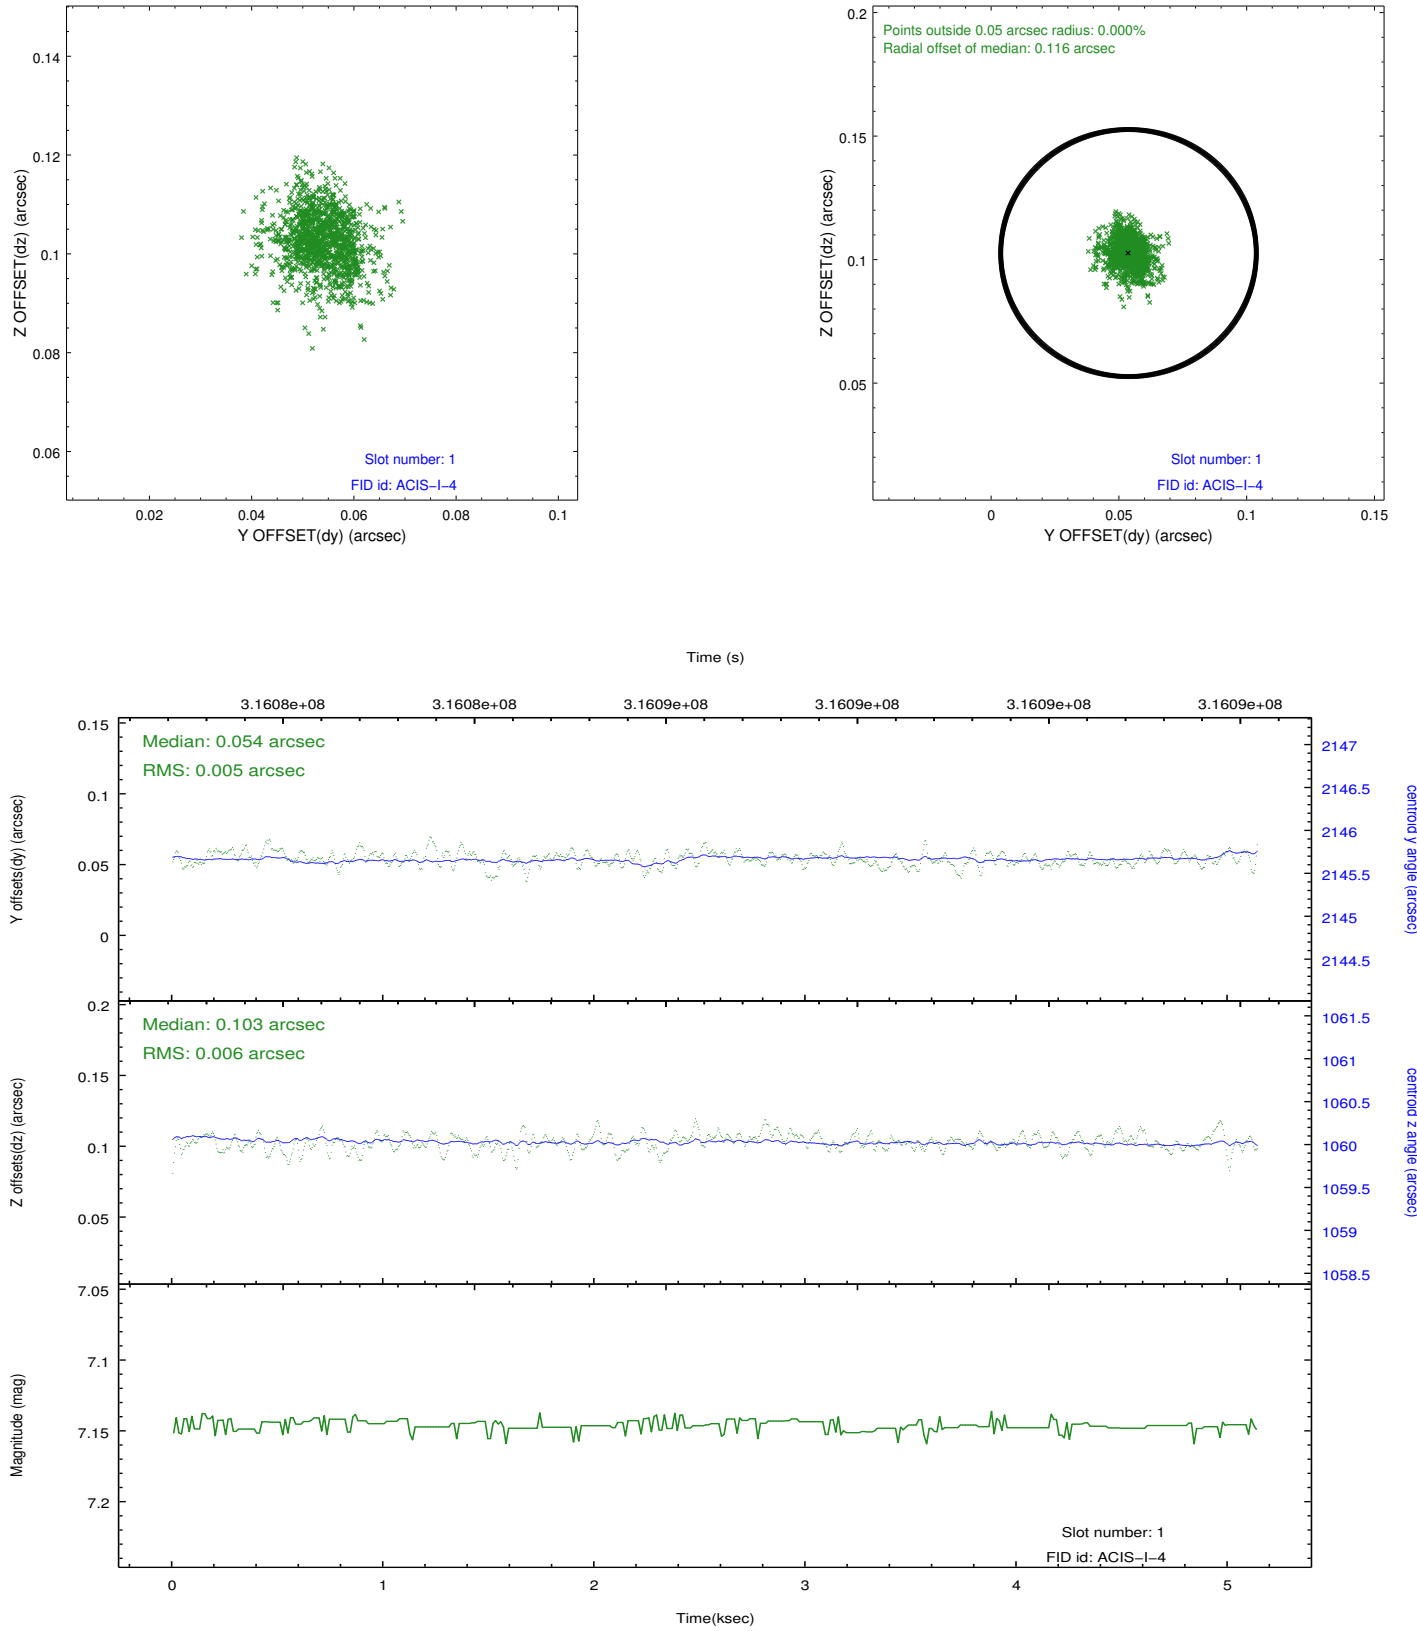 0.14
0.12
0.1
0.08
0.06
Z OFFSET(dz) (arcsec)
Slot number: 1
FID id: ACIS−I−4
0.02 0.04 0.06 0.08 0.1
Y OFFSET(dy) (arcsec)
Points outside 0.05 arcsec radius: 0.000%
Radial offset of median: 0.116 arcsec
0.2
0.15
0.1
0.05
Z OFFSET(dz) (arcsec)
Slot number: 1
FID id: ACIS−I−4
0 0.05 0.1 0.15
Y OFFSET(dy) (arcsec)
Time (s)
3.1608e+08 3.1608e+08 3.1609e+08 3.1609e+08 3.1609e+08 3.1609e+08
Median: 0.054 arcsec
RMS: 0.005 arcsec
0.15
0.1
0.05
0
Y offsets(dy) (arcsec)
2147
2146.5
2146
2145.5
2145
2144.5
centroid y angle (arcsec)
Median: 0.103 arcsec
RMS: 0.006 arcsec
0.2
0.15
0.1
0.05
Z offsets(dz) (arcsec)
1061.5
1061
1060.5
1060
1059.5
1059
1058.5
centroid z angle (arcsec)
7.05
7.1
7.15
7.2
Magnitude (mag)
Slot number: 1
FID id: ACIS−I−4
0 1 2 3 4 5
Time(ksec)